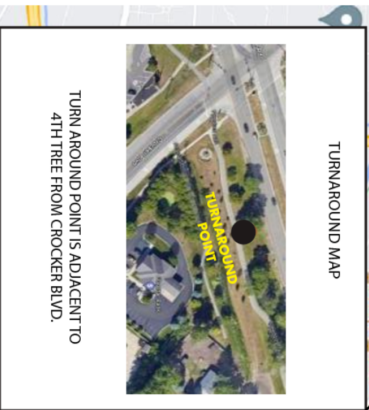 TURNAROUND MAP
TURNAROUND
POINT
TURN AROUND POINT IS ADJACENT TO
4TH TREE FROM CROCKER BLVD.